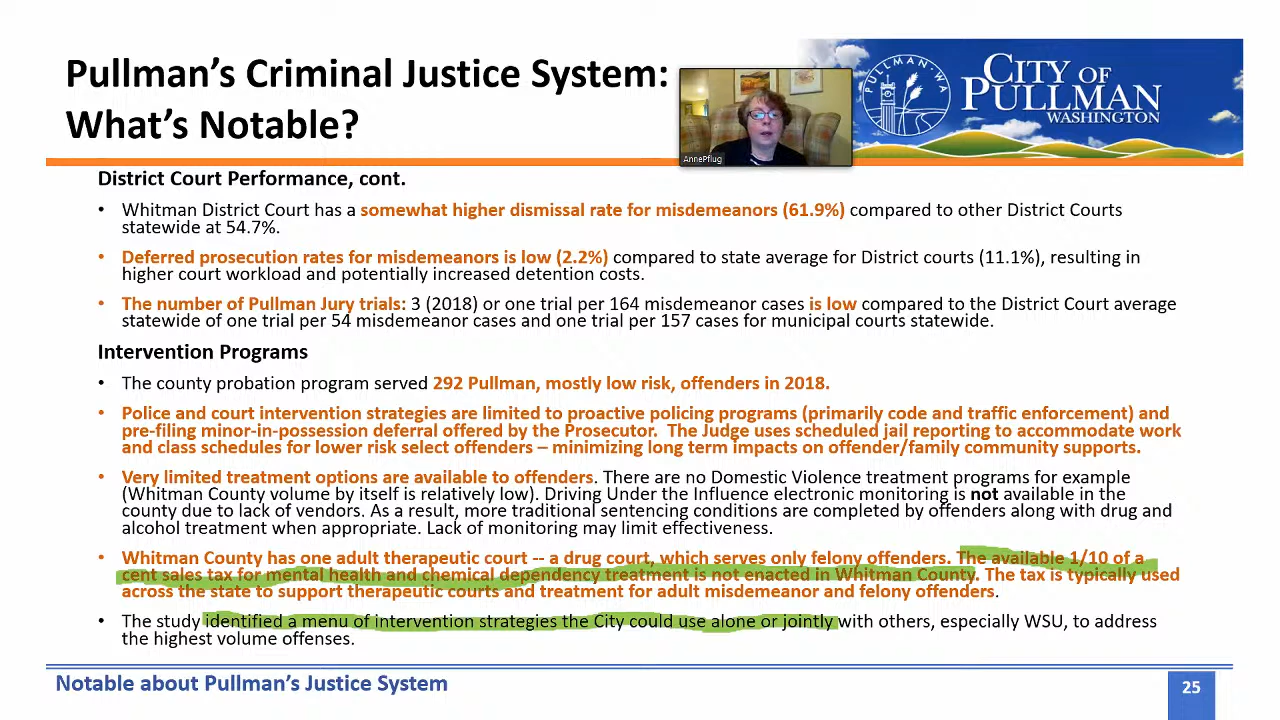 Pullman's Criminal Justice System:
What's Notable?
AnnePflug
PULLMAN·WA
CITY OF
PULLMAN
WASHINGTON
District Court Performance, cont.
• Whitman District Court has a somewhat higher dismissal rate for misdemeanors (61.9%) compared to other District Courts
statewide at 54.7%.
• Deferred prosecution rates for misdemeanors is low (2.2%) compared to state average for District courts (11.1%), resulting in
higher court workload and potentially increased detention costs.
• The number of Pullman Jury trials: 3 (2018) or one trial per 164 misdemeanor cases is low compared to the District Court average
statewide of one trial per 54 misdemeanor cases and one trial per 157 cases for municipal courts statewide.
Intervention Programs
• The county probation program served 292 Pullman, mostly low risk, offenders in 2018.
• Police and court intervention strategies are limited to proactive policing programs (primarily code and traffic enforcement) and
pre-filing minor-in-possession deferral offered by the Prosecutor. The Judge uses scheduled jail reporting to accommodate work
and class schedules for lower risk select offenders – minimizing long term impacts on offender/family community supports.
• Very limited treatment options are available to offenders. There are no Domestic Violence treatment programs for example
(Whitman County volume by itself is relatively low). Driving Under the Influence electronic monitoring is not available in the
county due to lack of vendors. As a result, more traditional sentencing conditions are completed by offenders along with drug and
alcohol treatment when appropriate. Lack of monitoring may limit effectiveness.
• Whitman County has one adult therapeutic court -- a drug court, which serves only felony offenders. The available 1/10 of a
cent sales tax for mental health and chemical dependency treatment is not enacted in Whitman County. The tax is typically used
across the state to support therapeutic courts and treatment for adult misdemeanor and felony offenders.
• The study identified a menu of intervention strategies the City could use alone or jointly with others, especially WSU, to address
the highest volume offenses.
Notable about Pullman's Justice System
25